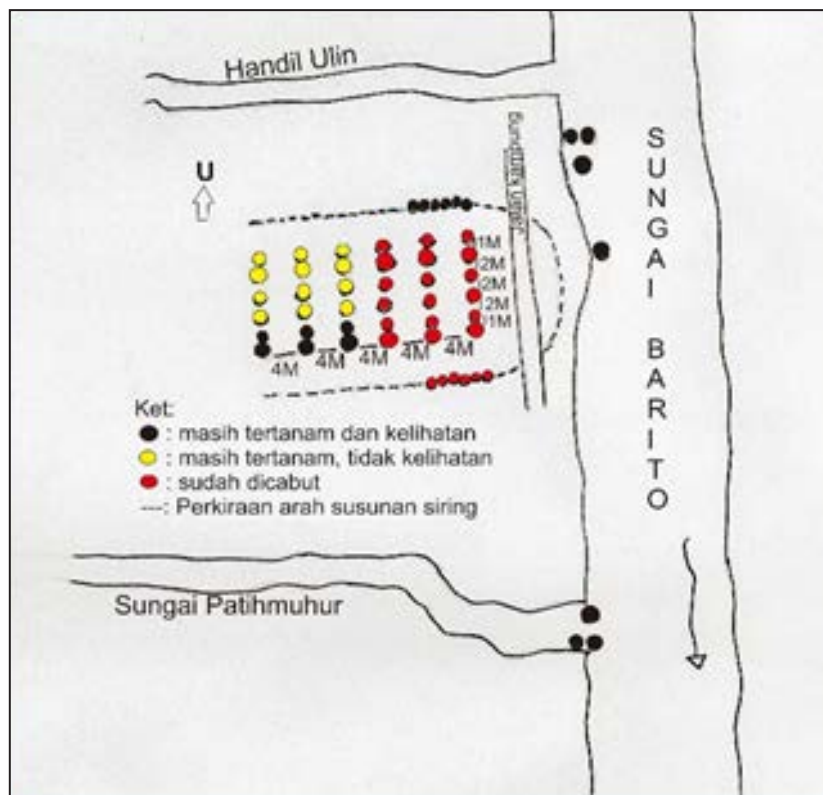 Handil Ulin
U
SUNGAI BARITO
1M
2M
2M
2M
1M
4M 4M 4M 4M 4M
Ket:
: masih tertanam dan kelihatan
: masih tertanam, tidak kelihatan
: sudah dicabut
---: Perkiraan arah susunan siring
Sungai Patihmuhur